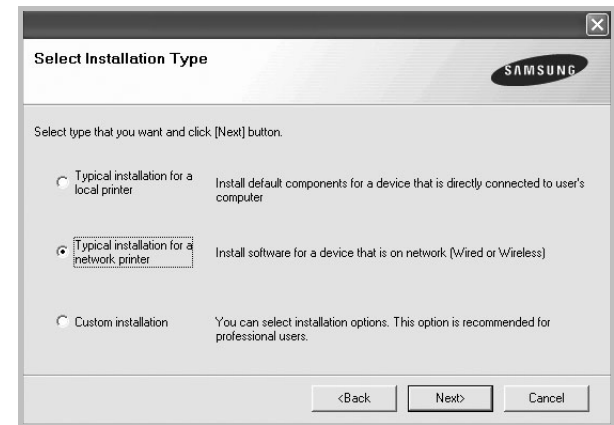 Select Installation Type
SAMSUNG
Select type that you want and click [Next] button.
Typical installation for a
local printer
Install default components for a device that is directly connected to user's
computer
Typical installation for a
network printer
Install software for a device that is on network (Wired or Wireless)
Custom installation
You can select installation options. This option is recommended for
professional users.
<Back
Next>
Cancel